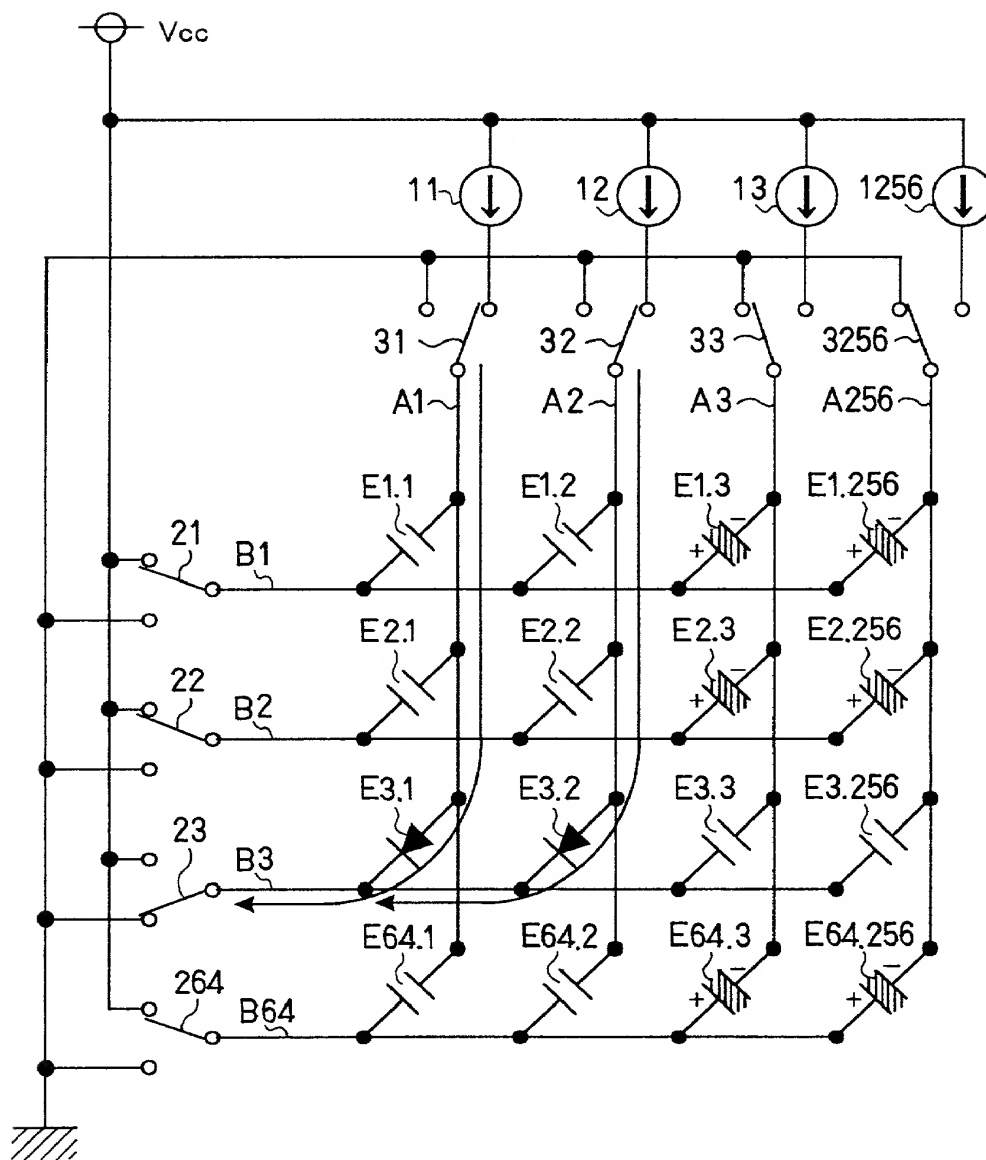 Vcc
11 12 13 1256
31 32 33 3256
A1 A2 A3 A256
E1.1 E1.2 E1.3 E1.256
21 B1 + − + −
E2.1 E2.2 E2.3 E2.256
22 B2 + − + −
E3.1 E3.2 E3.3 E3.256
23 B3
E64.1 E64.2 E64.3 E64.256
264 B64 + − + −